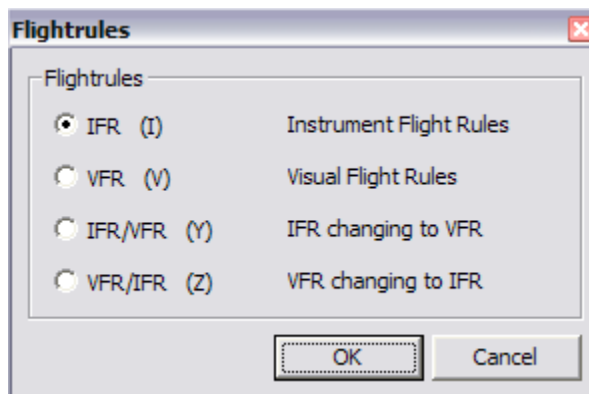 Flightrules
Flightrules
IFR (I) Instrument Flight Rules
VFR (V) Visual Flight Rules
IFR/VFR (Y) IFR changing to VFR
VFR/IFR (Z) VFR changing to IFR
OK Cancel